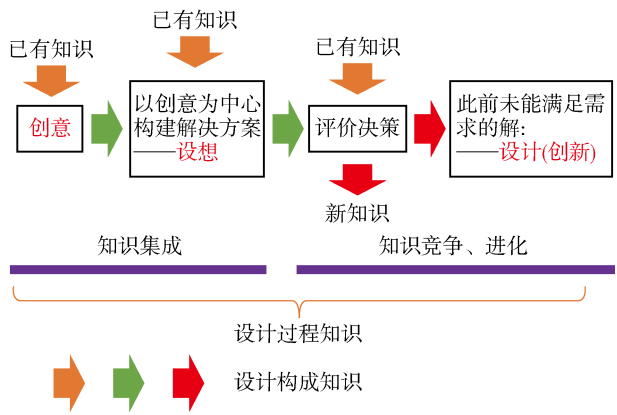 已有知识
已有知识
已有知识
创意
以创意为中心
构建解决方案
——设想
评价决策
此前未能满足需
求的解:
——设计(创新)
新知识
知识集成
知识竞争、进化
设计过程知识
设计构成知识